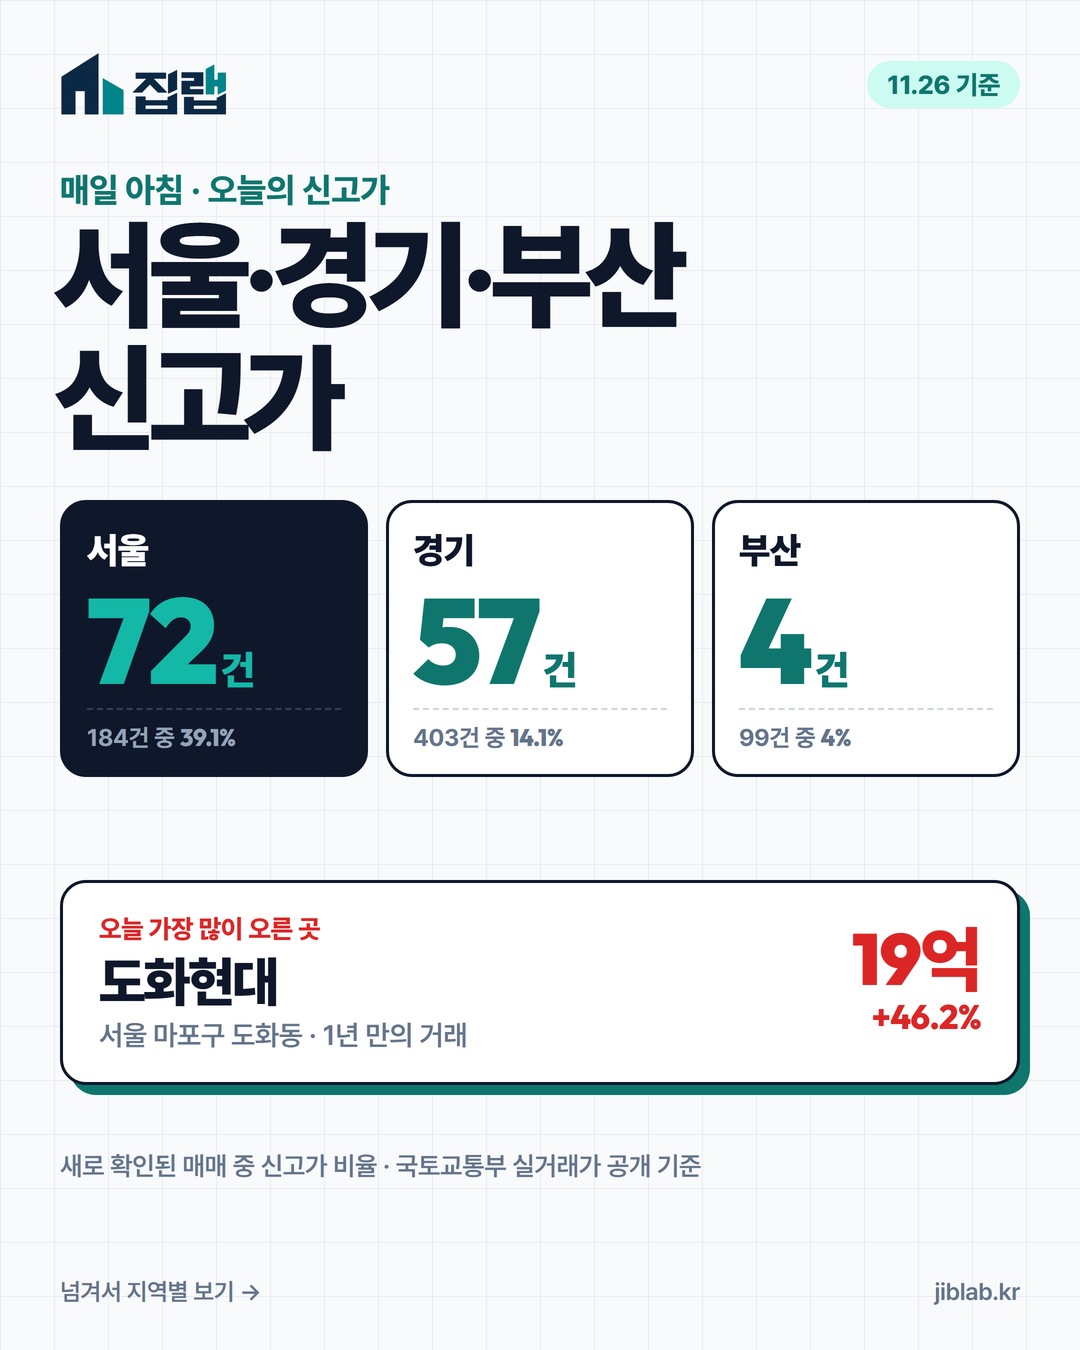 집랩
11.26 기준
매일 아침 · 오늘의 신고가
서울·경기·부산
신고가
서울
72건
184건 중 39.1%
경기
57건
403건 중 14.1%
부산
4건
99건 중 4%
오늘 가장 많이 오른 곳
도화현대
서울 마포구 도화동 · 1년 만의 거래
19억
+46.2%
새로 확인된 매매 중 신고가 비율 · 국토교통부 실거래가 공개 기준
넘겨서 지역별 보기 →
jiblab.kr